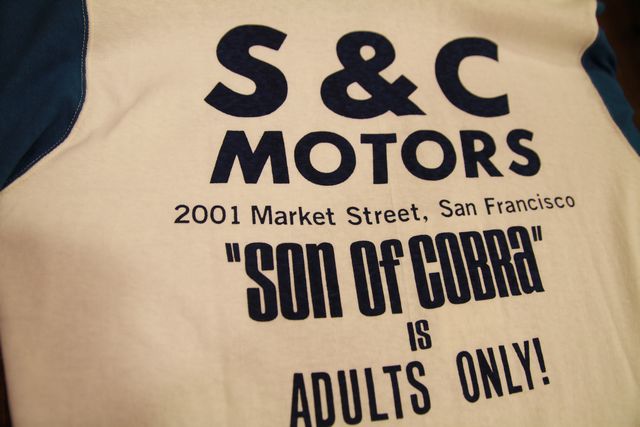 S & C
MOTORS
2001 Market Street, San Francisco
"Son Of COBRa"
IS
ADULTS ONLY!